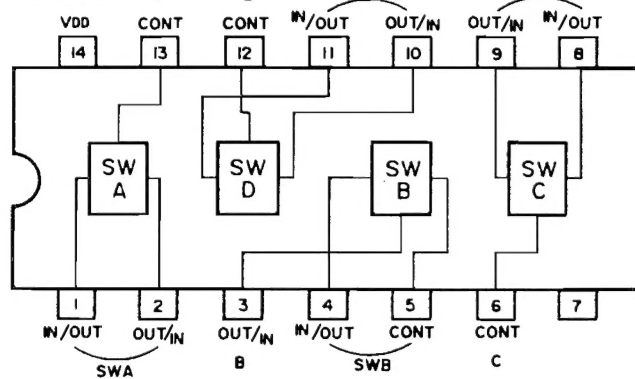 VDD CONT CONT IN/OUT OUT/IN OUT/IN IN/OUT
14 13 12 11 10 9 8
SW A
SW D
SW B
SW C
1 2 3 4 5 6 7
IN/OUT OUT/IN OUT/IN IN/OUT CONT CONT
SWA B SWB C